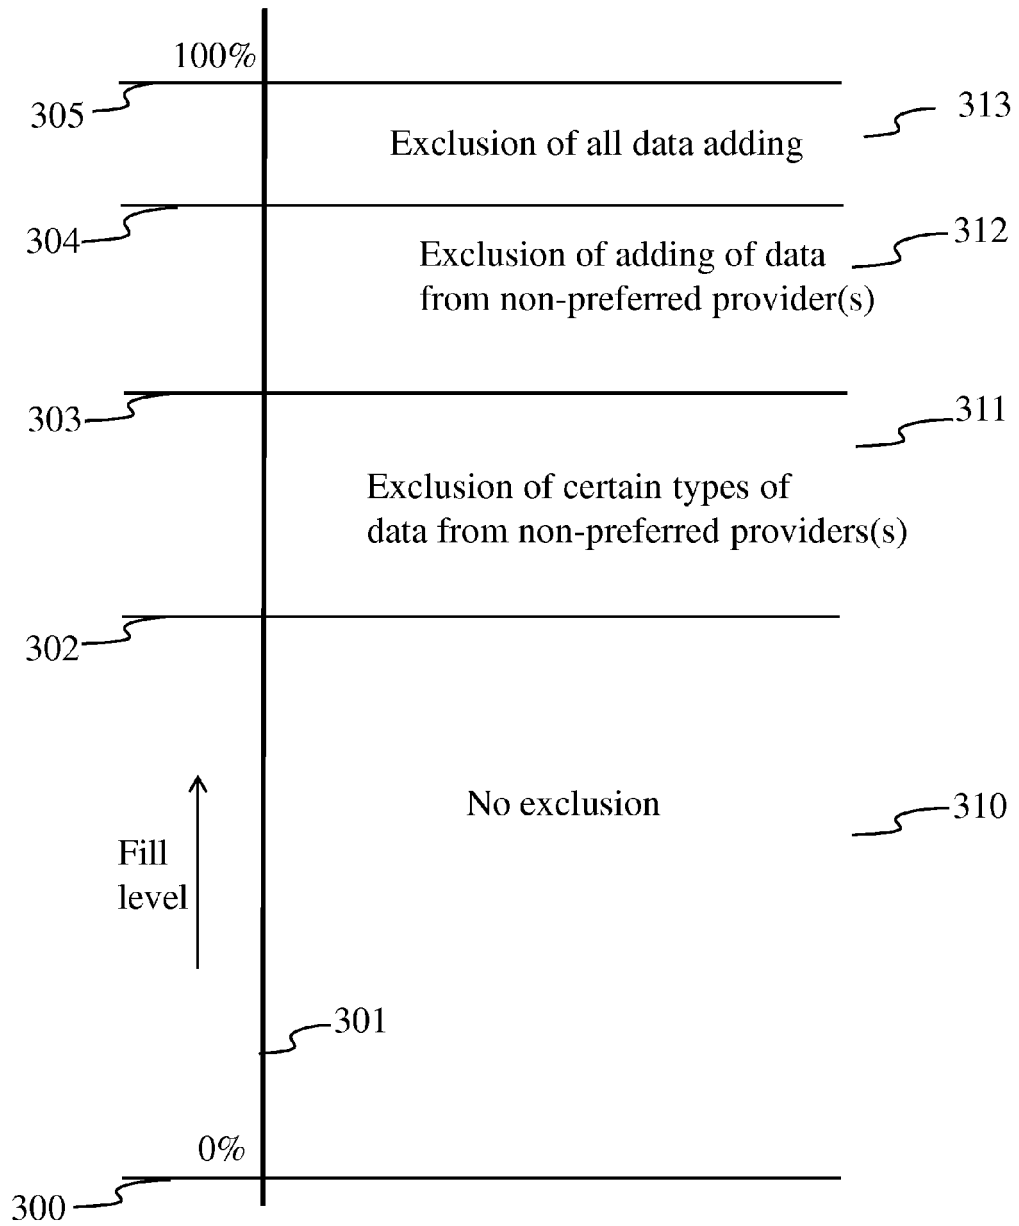 100%
305
313
Exclusion of all data adding
304
312
Exclusion of adding of data
from non-preferred provider(s)
303
311
Exclusion of certain types of
data from non-preferred providers(s)
302
No exclusion
310
Fill
level
301
0%
300